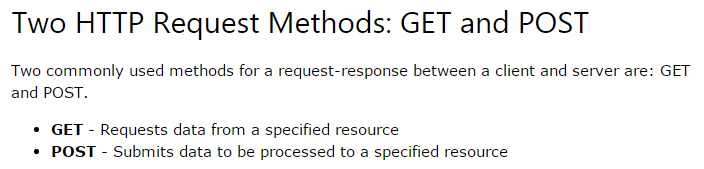 Two HTTP Request Methods: GET and POST
Two commonly used methods for a request-response between a client and server are: GET
and POST.
• GET - Requests data from a specified resource
• POST - Submits data to be processed to a specified resource